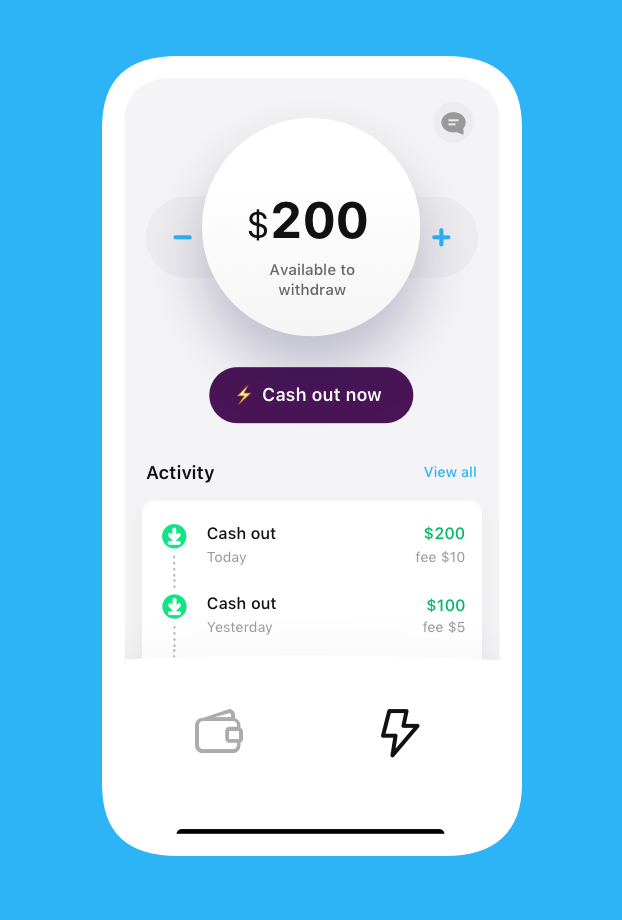 $200
Available to
withdraw
⚡ Cash out now
Activity
View all
Cash out
$200
Today
fee $10
Cash out
$100
Yesterday
fee $5